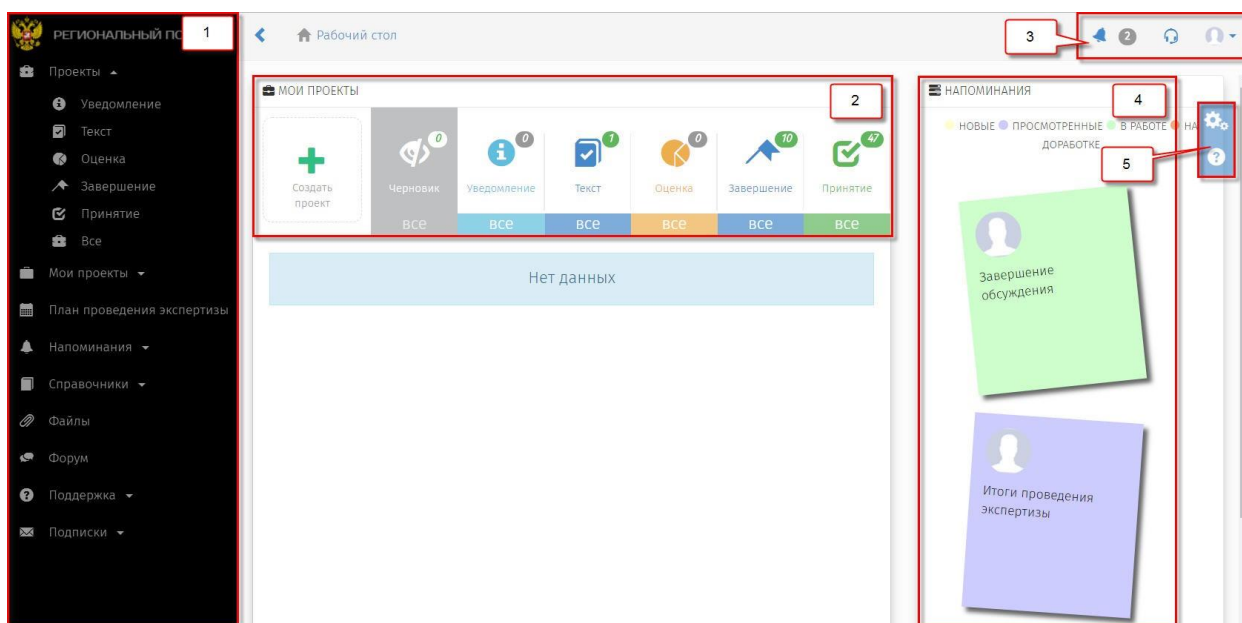 РЕГИОНАЛЬНЫЙ
1
Проекты
Уведомление
Текст
Оценка
Завершение
Принятие
Все
Мои проекты
План проведения экспертизы
Напоминания
Справочники
Файлы
Форум
Поддержка
Подписки
Рабочий стол
3
2
МОИ ПРОЕКТЫ
2
Создать
проект
0
Черновик
ВСЕ
0
Уведомление
ВСЕ
1
Текст
ВСЕ
0
Оценка
ВСЕ
10
Завершение
ВСЕ
47
Принятие
ВСЕ
Нет данных
НАПОМИНАНИЯ
4
НОВЫЕ ПРОСМОТРЕННЫЕ В РАБОТЕ НА
ДОРАБОТКЕ
5
Завершение
обсуждения
Итоги проведения
экспертизы